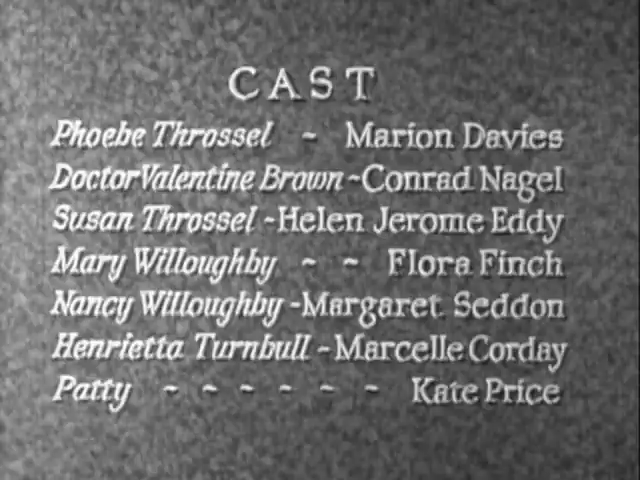 CAST
Phoebe Throssel ~ Marion Davies
Doctor Valentine Brown ~ Conrad Nagel
Susan Throssel ~ Helen Jerome Eddy
Mary Willoughby ~ ~ Flora Finch
Nancy Willoughby ~ Margaret Seddon
Henrietta Turnbull ~ Marcelle Corday
Patty ~ ~ ~ ~ ~ ~ Kate Price